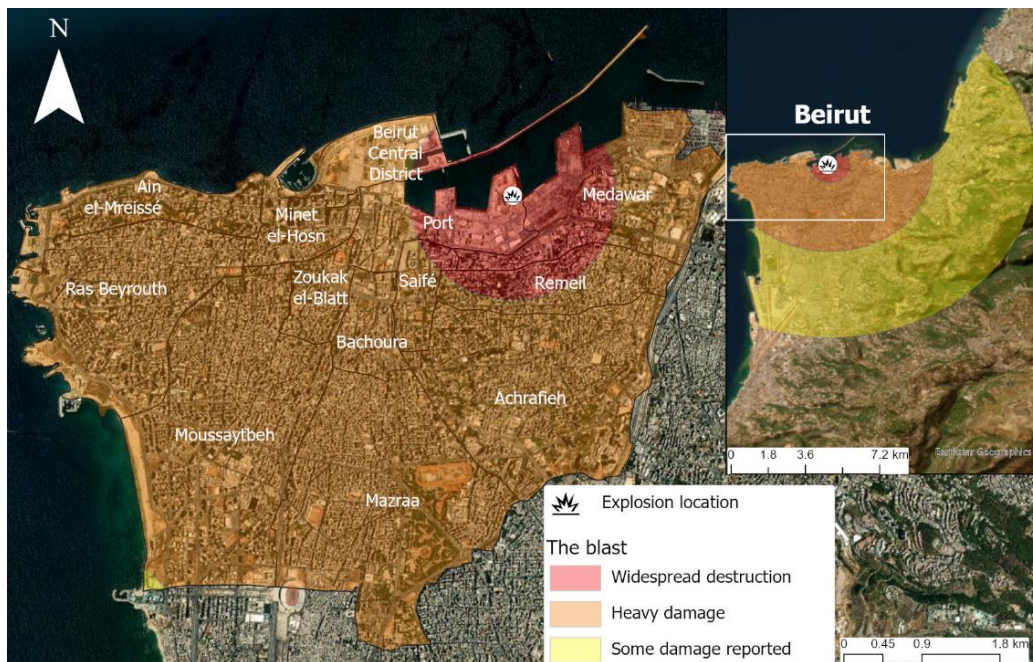 N
Beirut
Central
District
Ain
el-Mreissé
Minet
el-Hosn
Port
Medawar
Ras Beyrouth
Zoukak
el-Blatt
Saifé
Remeil
Bachoura
Achrafieh
Moussaytbeh
Mazraa
Beirut
Earthstar Geographics
0 1.8 3.6 7.2 km
Explosion location
The blast
Widespread destruction
Heavy damage
Some damage reported
0 0.45 0.9 1.8 km